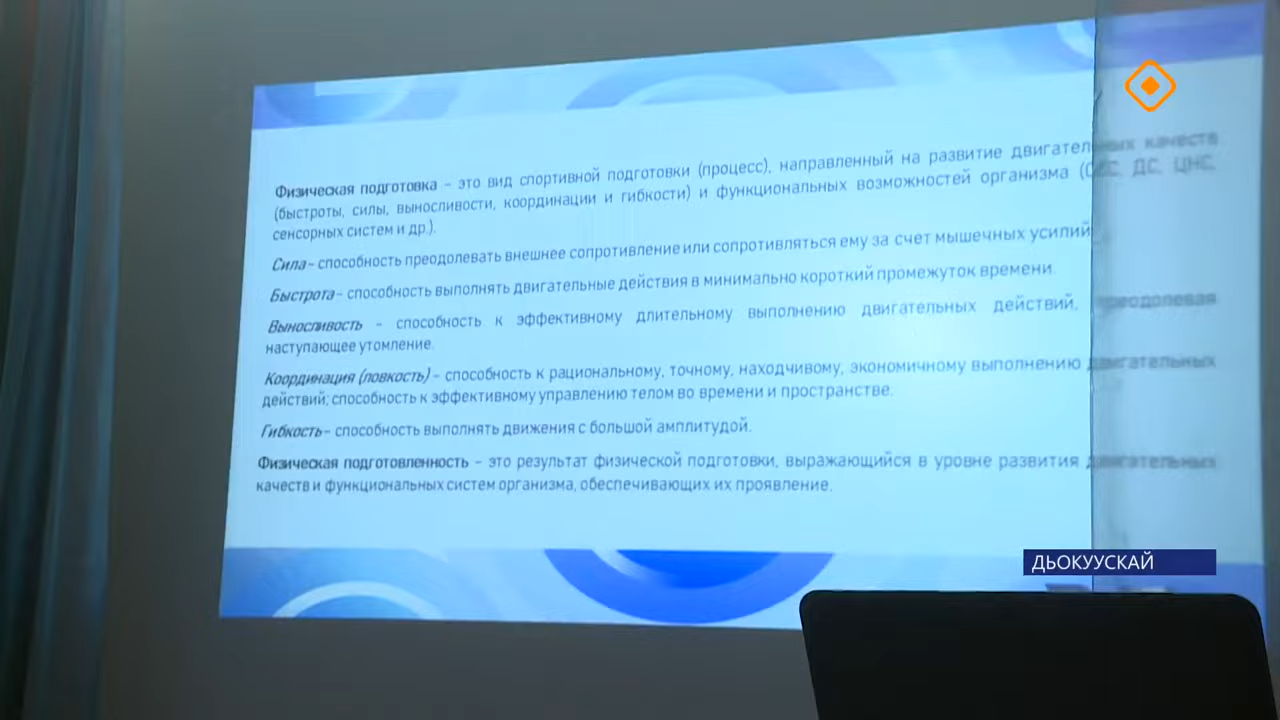 Физическая подготовка – это вид спортивной подготовки (процесс), направленный на развитие двигательных качеств
(быстроты, силы, выносливости, координации и гибкости) и функциональных возможностей организма (ССС, ДС, ЦНС,
сенсорных систем и др.).
Сила – способность преодолевать внешнее сопротивление или сопротивляться ему за счет мышечных усилий.
Быстрота – способность выполнять двигательные действия в минимально короткий промежуток времени.
Выносливость – способность к эффективному длительному выполнению двигательных действий, преодолевая
наступающее утомление.
Координация (ловкость) – способность к рациональному, точному, находчивому, экономичному выполнению двигательных
действий; способность к эффективному управлению телом во времени и пространстве.
Гибкость – способность выполнять движения с большой амплитудой.
Физическая подготовленность – это результат физической подготовки, выражающийся в уровне развития двигательных
качеств и функциональных систем организма, обеспечивающих их проявление.
ДЬОКУУСКАЙ